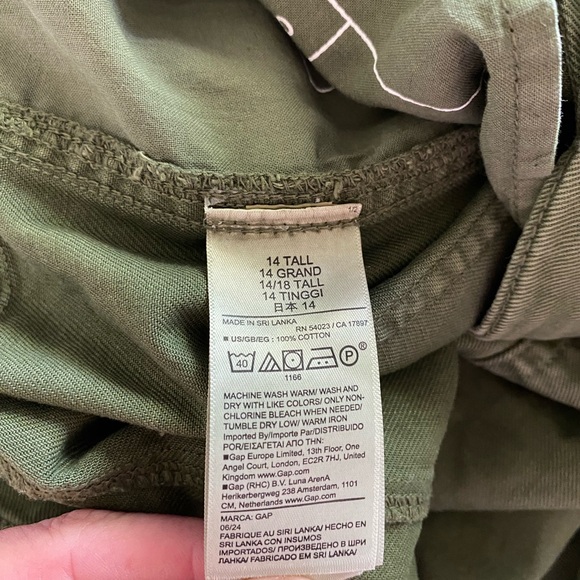 1/2
14 TALL
14 GRAND
14/18 TALL
14 TINGGI
日本 14
MADE IN SRI LANKA RN 54023 / CA 17897
■ US/GB/EG : 100% COTTON
40 P
1166
MACHINE WASH WARM/ WASH AND
DRY WITH LIKE COLORS/ ONLY NON-
CHLORINE BLEACH WHEN NEEDED/
TUMBLE DRY LOW/ WARM IRON
Imported By/Importe Par/DISTRIBUIDO
POR/ΕΙΣΑΓΕΤΑΙ ΑΠΟ ΤΗΝ:
■Gap Europe Limited, 13th Floor, One
Angel Court, London, EC2R 7HJ, United
Kingdom www.Gap.com
■Gap (RHC) B.V. Luna ArenA
Herikerbergweg 238 Amsterdam, 1101
CM, Netherlands www.Gap.com
MARCA: GAP
06/24
FABRIQUE AU SRI LANKA/ HECHO EN
SRI LANKA CON INSUMOS
IMPORTADOS/ ПРОИЗВЕДЕНО В ШРИ
ЛАНКА/ FABRICADO EM SRI LANKA/